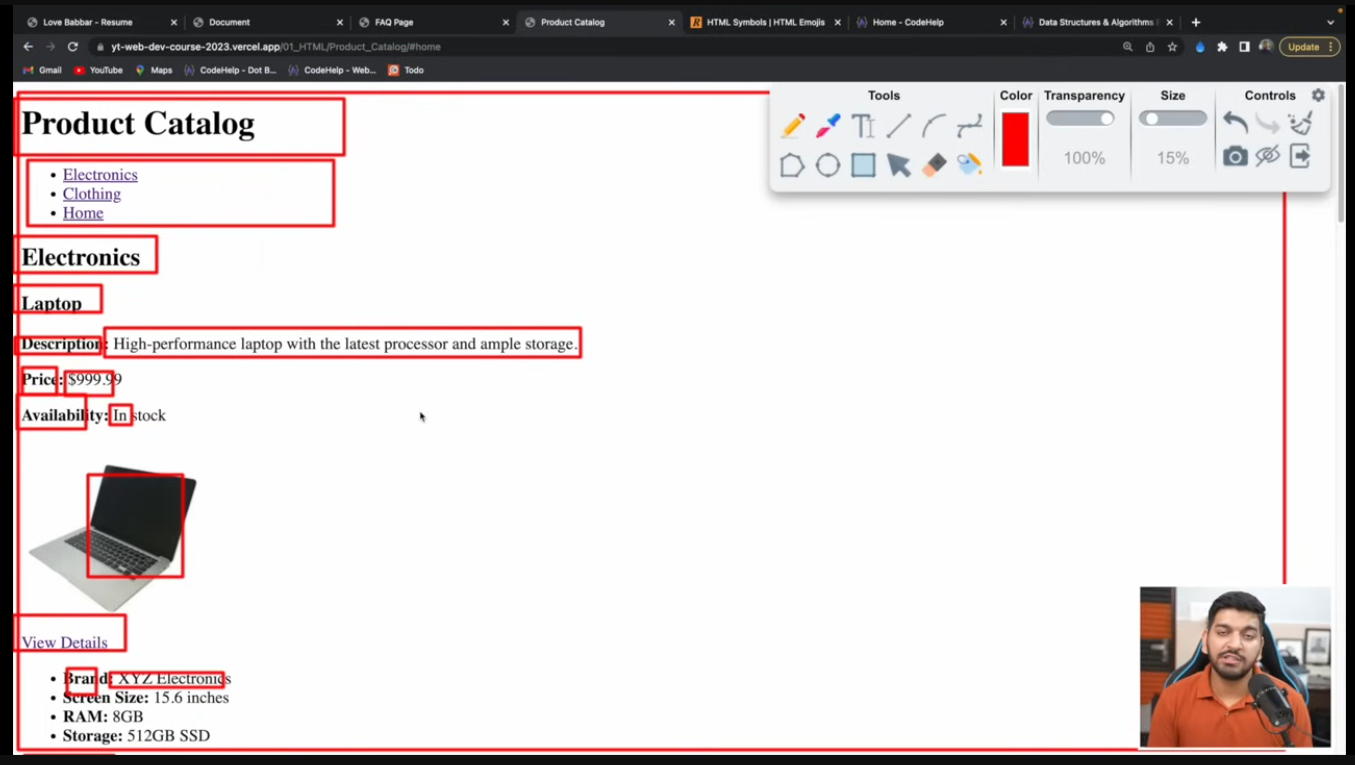 Love Babbar - Resume
Document
FAQ Page
Product Catalog
HTML Symbols | HTML Emojis
Home - CodeHelp
Data Structures & Algorithms
yt-web-dev-course-2023.vercel.app/01_HTML/Product_Catalog/#home
Update
Gmail
YouTube
Maps
CodeHelp - Dot B...
CodeHelp - Web...
Todo
Tools
Color
Transparency
Size
Controls
100%
15%
Product Catalog
Electronics
Clothing
Home
Electronics
Laptop
Description: High-performance laptop with the latest processor and ample storage.
Price: $999.99
Availability: In stock
View Details
Brand: XYZ Electronics
Screen Size: 15.6 inches
RAM: 8GB
Storage: 512GB SSD